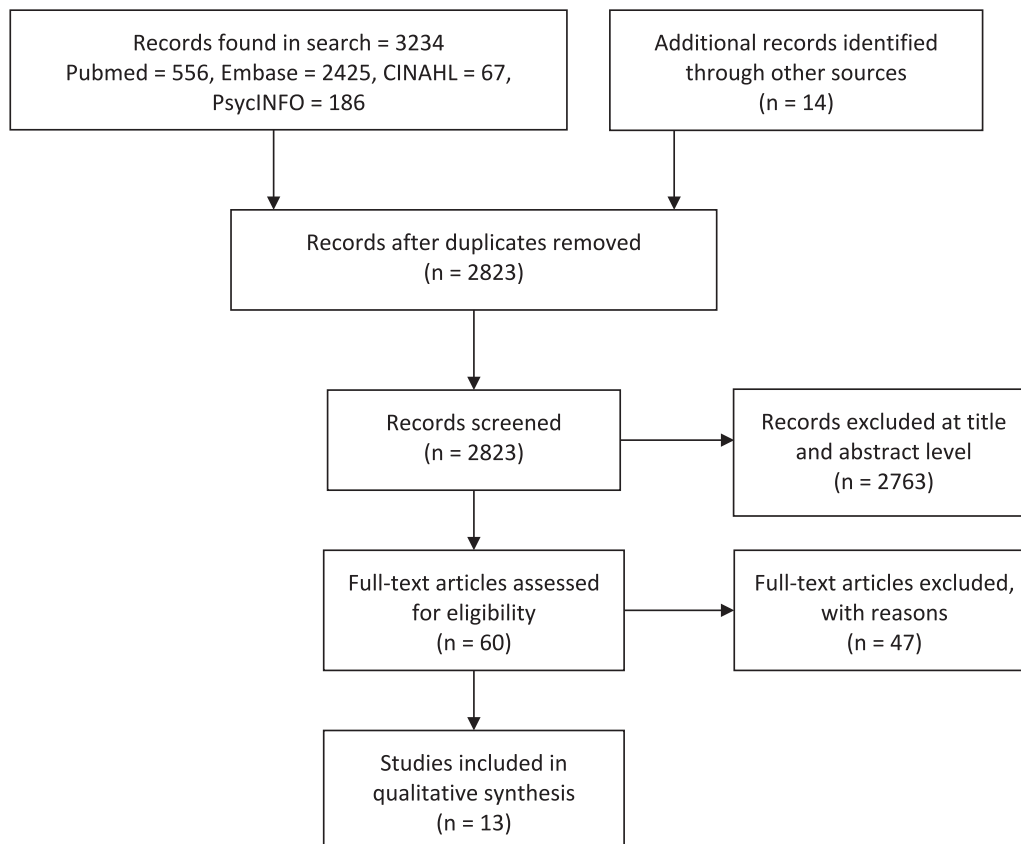 Records found in search = 3234
Pubmed = 556, Embase = 2425, CINAHL = 67,
PsycINFO = 186
Additional records identified
through other sources
(n = 14)
Records after duplicates removed
(n = 2823)
Records screened
(n = 2823)
Records excluded at title
and abstract level
(n = 2763)
Full-text articles assessed
for eligibility
(n = 60)
Full-text articles excluded,
with reasons
(n = 47)
Studies included in
qualitative synthesis
(n = 13)